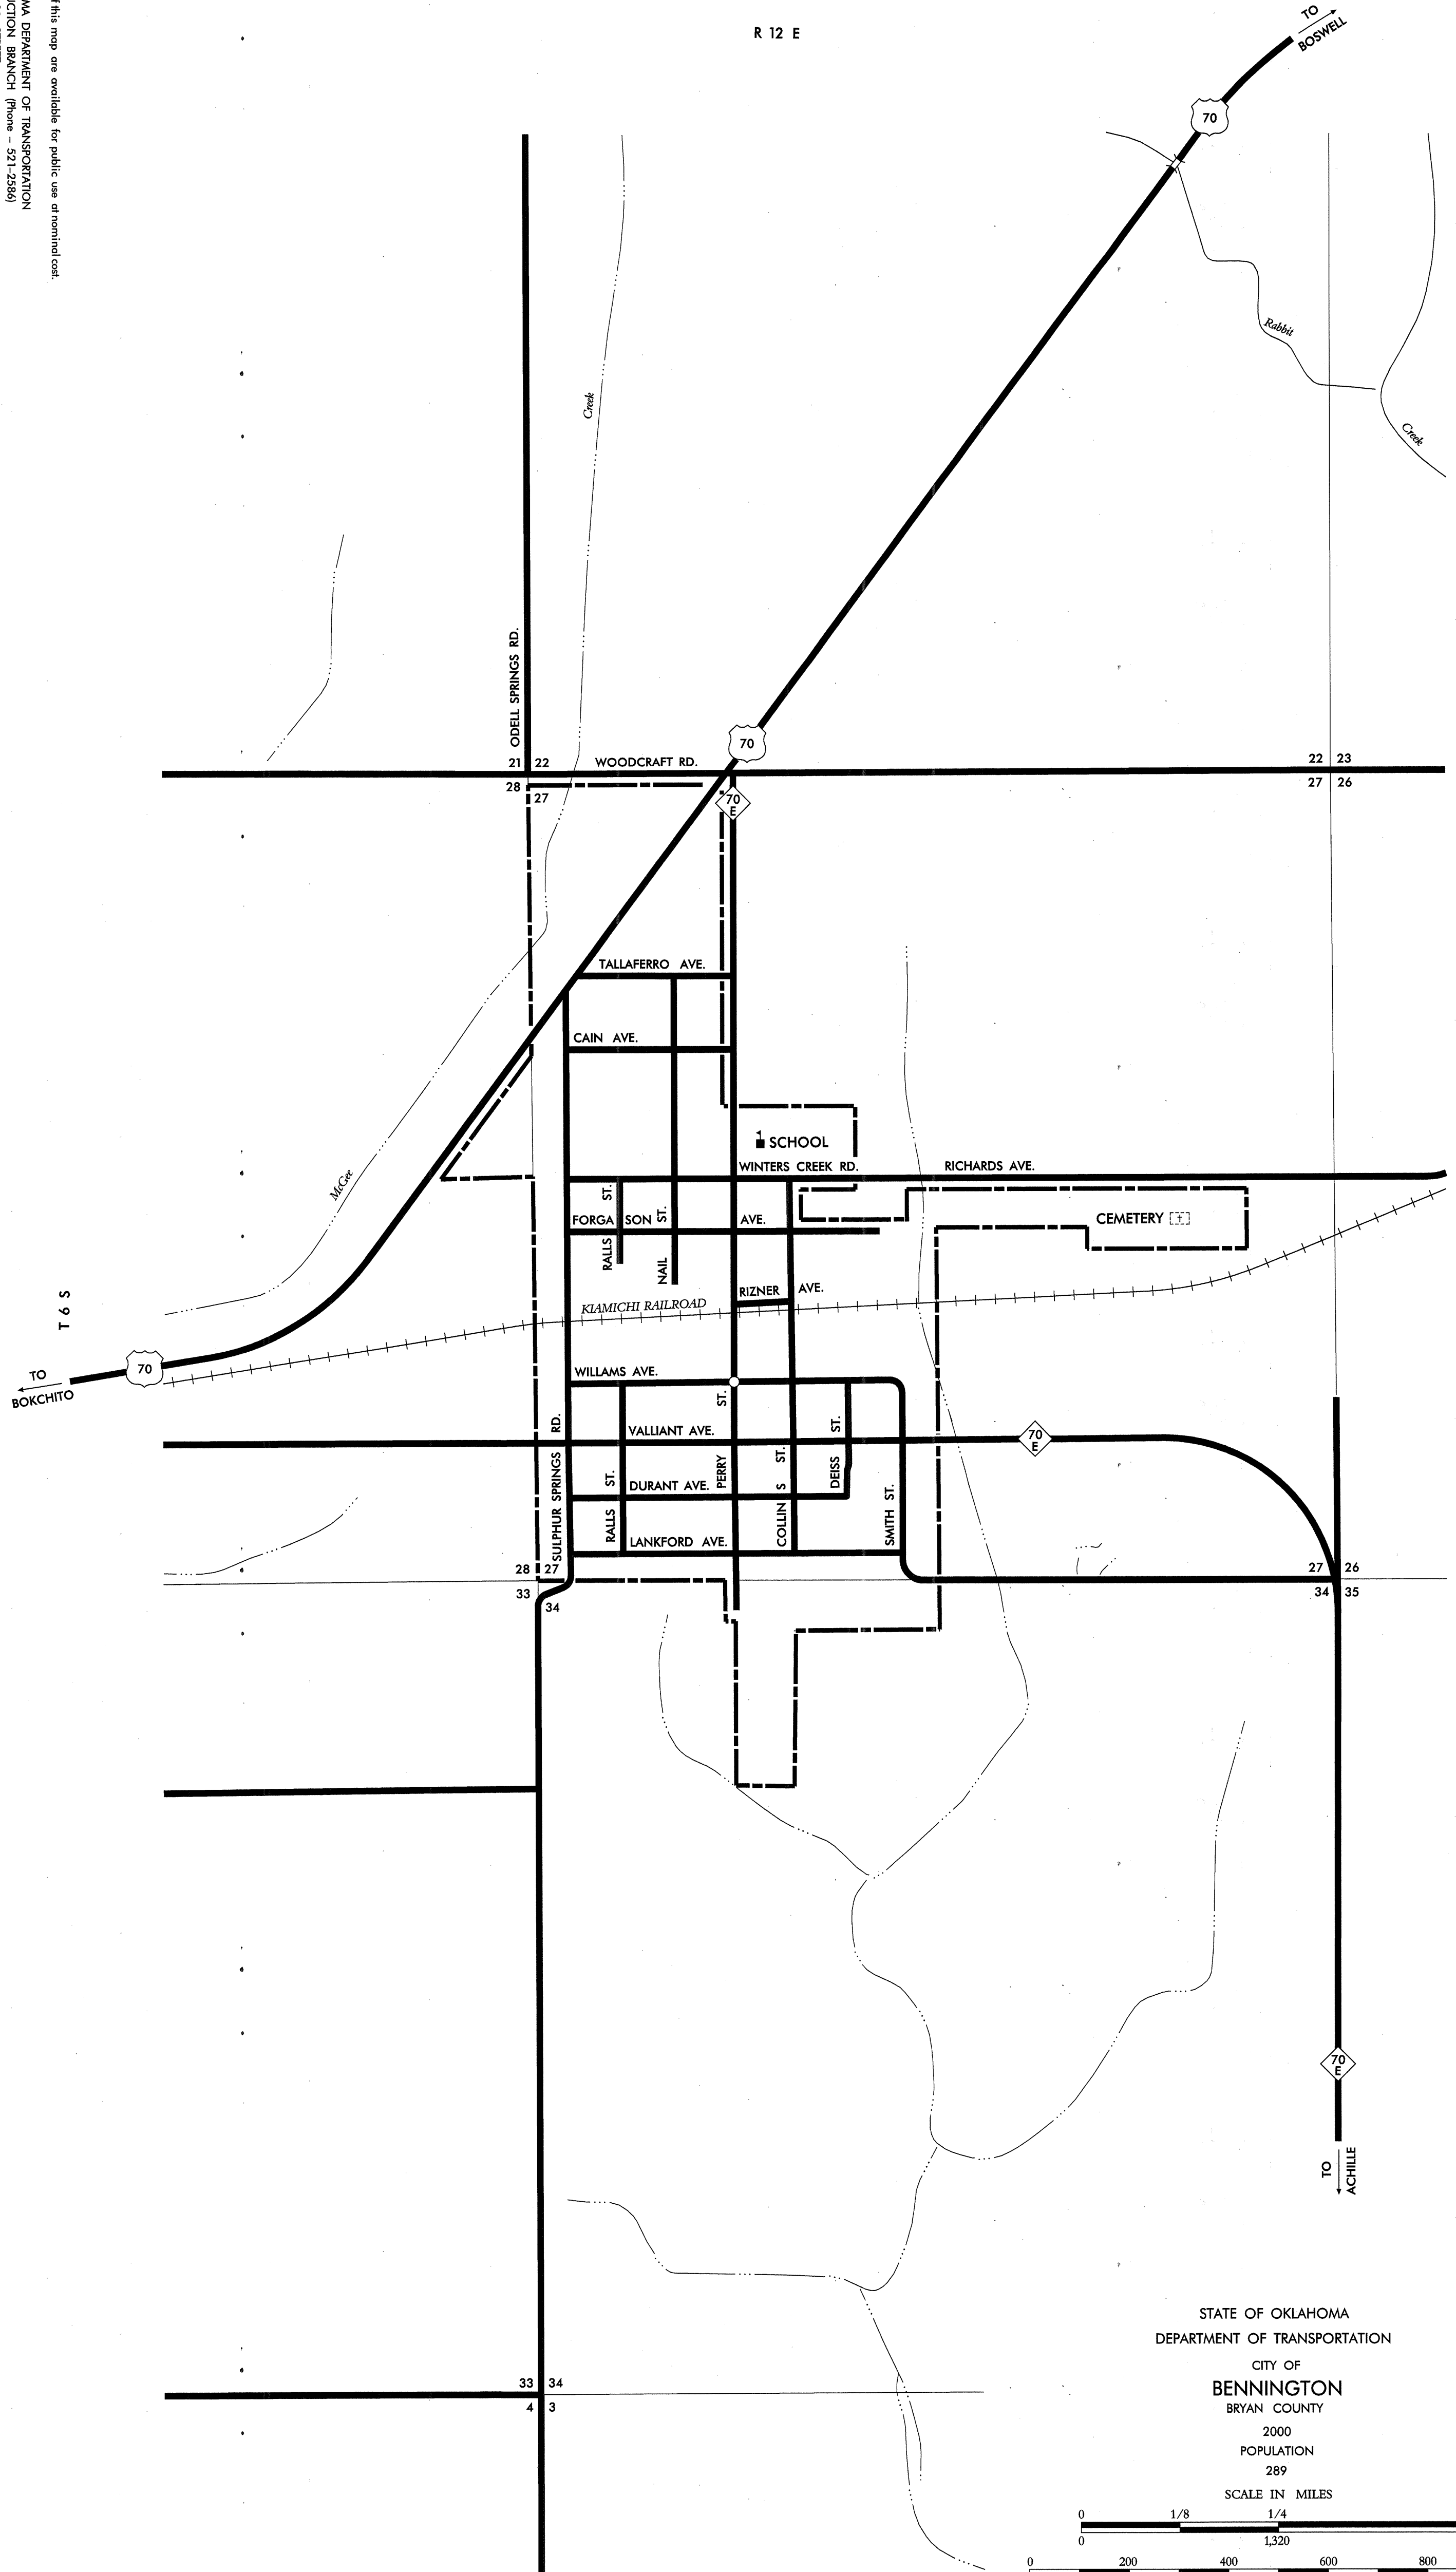 f this map are available for public use at nominal cost.
MA DEPARTMENT OF TRANSPORTATION
UCTION BRANCH (Phone – 521–2586)
R 12 E
TO
BOSWELL
70
Rabbit
Creek
Creek
ODELL SPRINGS RD.
70
21 22
WOODCRAFT RD.
22 23
28 27
27 26
70
E
TALLAFERRO AVE.
CAIN AVE.
SCHOOL
McGee
WINTERS CREEK RD.
RICHARDS AVE.
RALLS ST.
NAIL ST.
FORGA SON AVE.
CEMETERY
RIZNER AVE.
KIAMICHI RAILROAD
T 6 S
70
TO
BOKCHITO
WILLAMS AVE.
SULPHUR SPRINGS RD.
VALLIANT AVE.
PERRY ST.
70
E
DEISS ST.
RALLS ST.
DURANT AVE.
COLLIN S ST.
SMITH ST.
LANKFORD AVE.
28 27
27 26
33 34
34 35
70
E
TO
ACHILLE
33 34
4 3
STATE OF OKLAHOMA
DEPARTMENT OF TRANSPORTATION
CITY OF
BENNINGTON
BRYAN COUNTY
2000
POPULATION
289
SCALE IN MILES
0 1/8 1/4
0 1,320
0 200 400 600 800